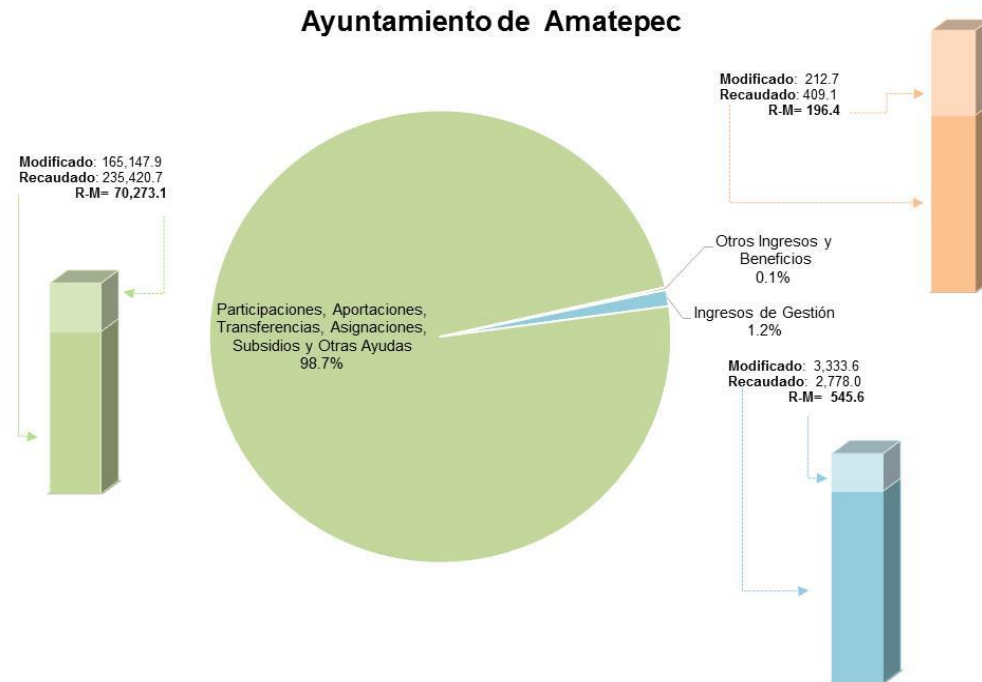 Ayuntamiento de Amatepec
Modificado: 212.7
Recaudado: 409.1
R-M= 196.4
Modificado: 165,147.9
Recaudado: 235,420.7
R-M= 70,273.1
Otros Ingresos y
Beneficios
0.1%
Participaciones, Aportaciones,
Transferencias, Asignaciones,
Subsidios y Otras Ayudas
98.7%
Ingresos de Gestión
1.2%
Modificado: 3,333.6
Recaudado: 2,778.0
R-M= 545.6